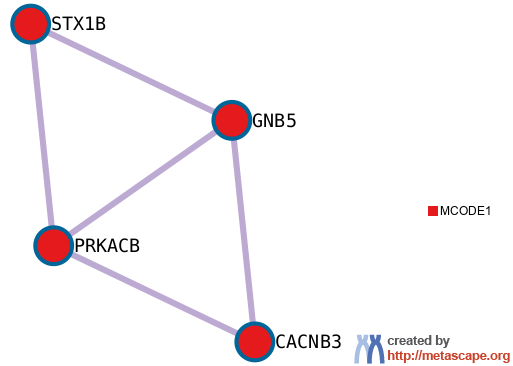 STX1B
GNB5
MCODE1
PRKACB
CACNB3
created by
http://metascape.org